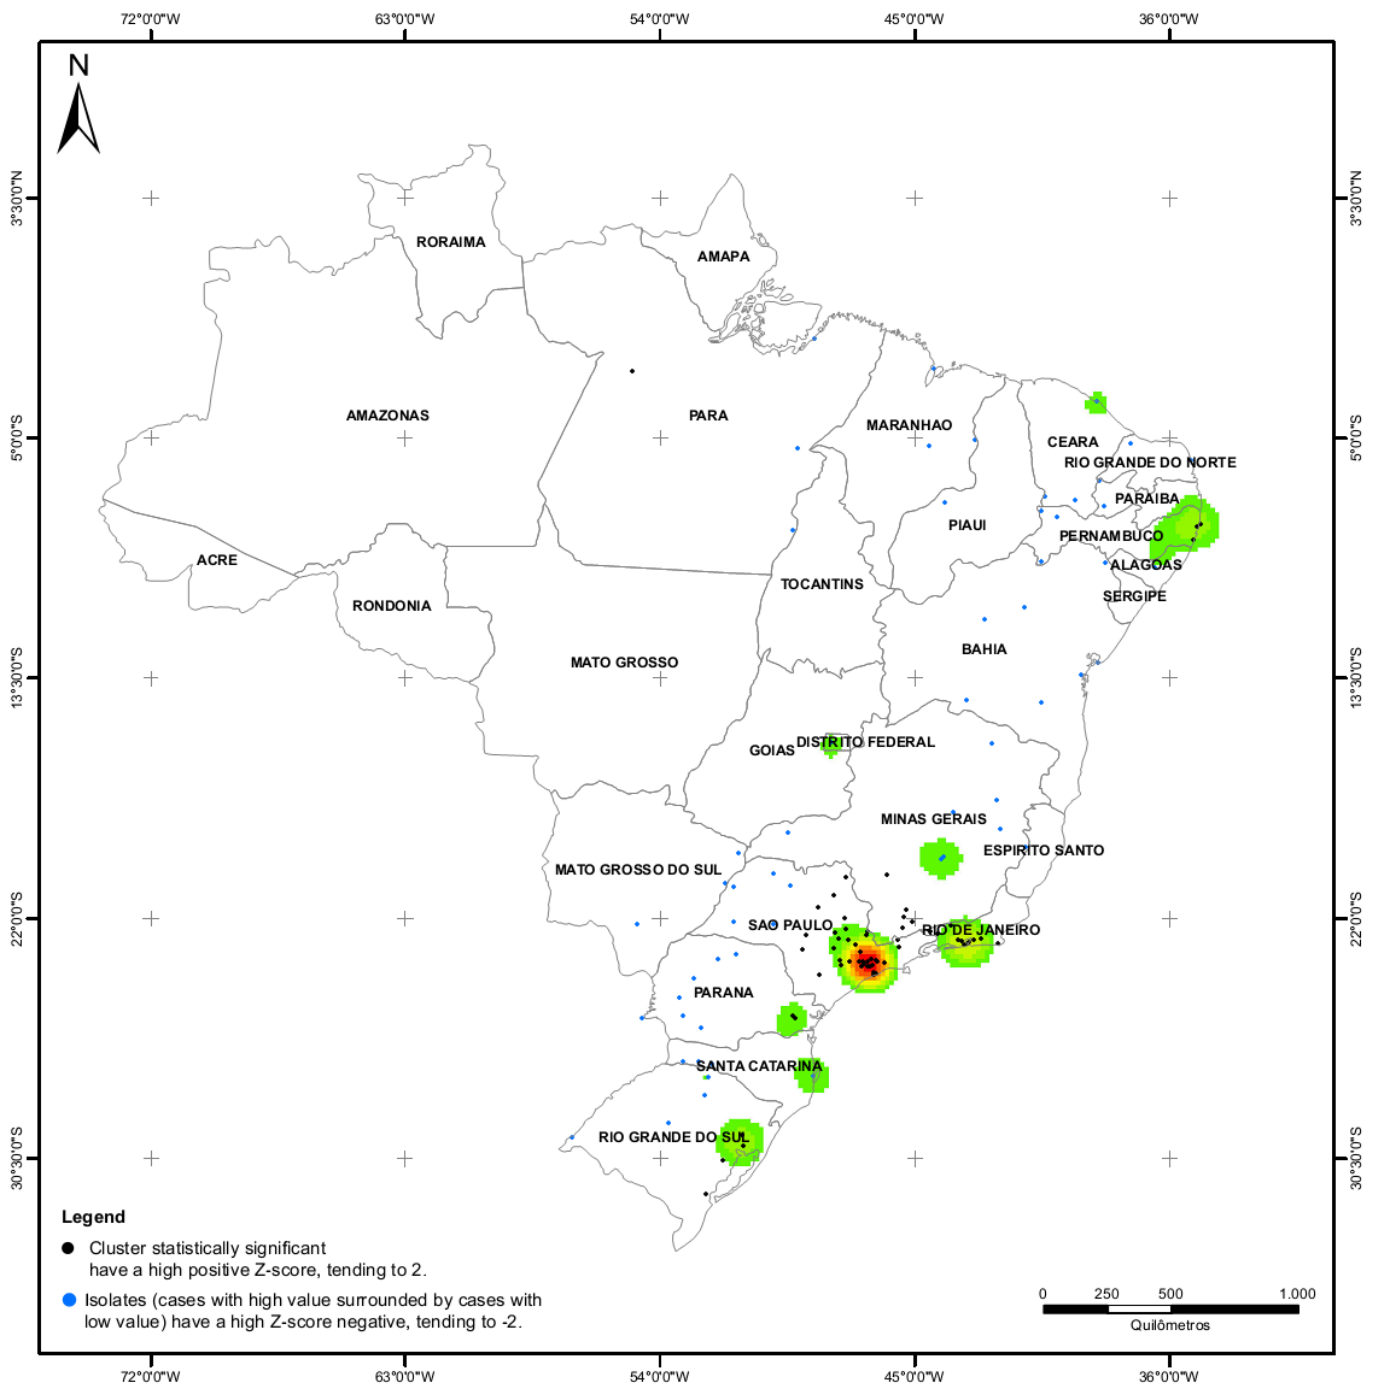 72°0'0"W 63°0'0"W 54°0'0"W 45°0'0"W 36°0'0"W
N
3°30'0"N 3°30'0"N
RORAIMA
AMAPA
AMAZONAS PARA
MARANHAO
5°0'0"S 5°0'0"S
CEARA
RIO GRANDE DO NORTE
PARAIBA
PIAUI
PERNAMBUCO
ACRE
ALAGOAS
TOCANTINS
SERGIPE
RONDONIA
BAHIA
MATO GROSSO
13°30'0"S 13°30'0"S
DISTRITO FEDERAL
GOIAS
MINAS GERAIS
ESPIRITO SANTO
MATO GROSSO DO SUL
22°0'0"S 22°0'0"S
SAO PAULO
RIO DE JANEIRO
PARANA
SANTA CATARINA
RIO GRANDE DO SUL
30°30'0"S 30°30'0"S
Legend
Cluster statistically significant
have a high positive Z-score, tending to 2.
Isolates (cases with high value surrounded by cases with
low value) have a high Z-score negative, tending to -2.
0 250 500 1.000
Quilômetros
72°0'0"W 63°0'0"W 54°0'0"W 45°0'0"W 36°0'0"W